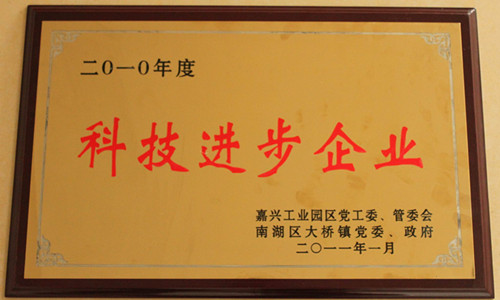 二〇一〇年度
科技进步企业
嘉兴工业园区党工委、管委会
南湖区大桥镇党委、政府
二〇一一年一月